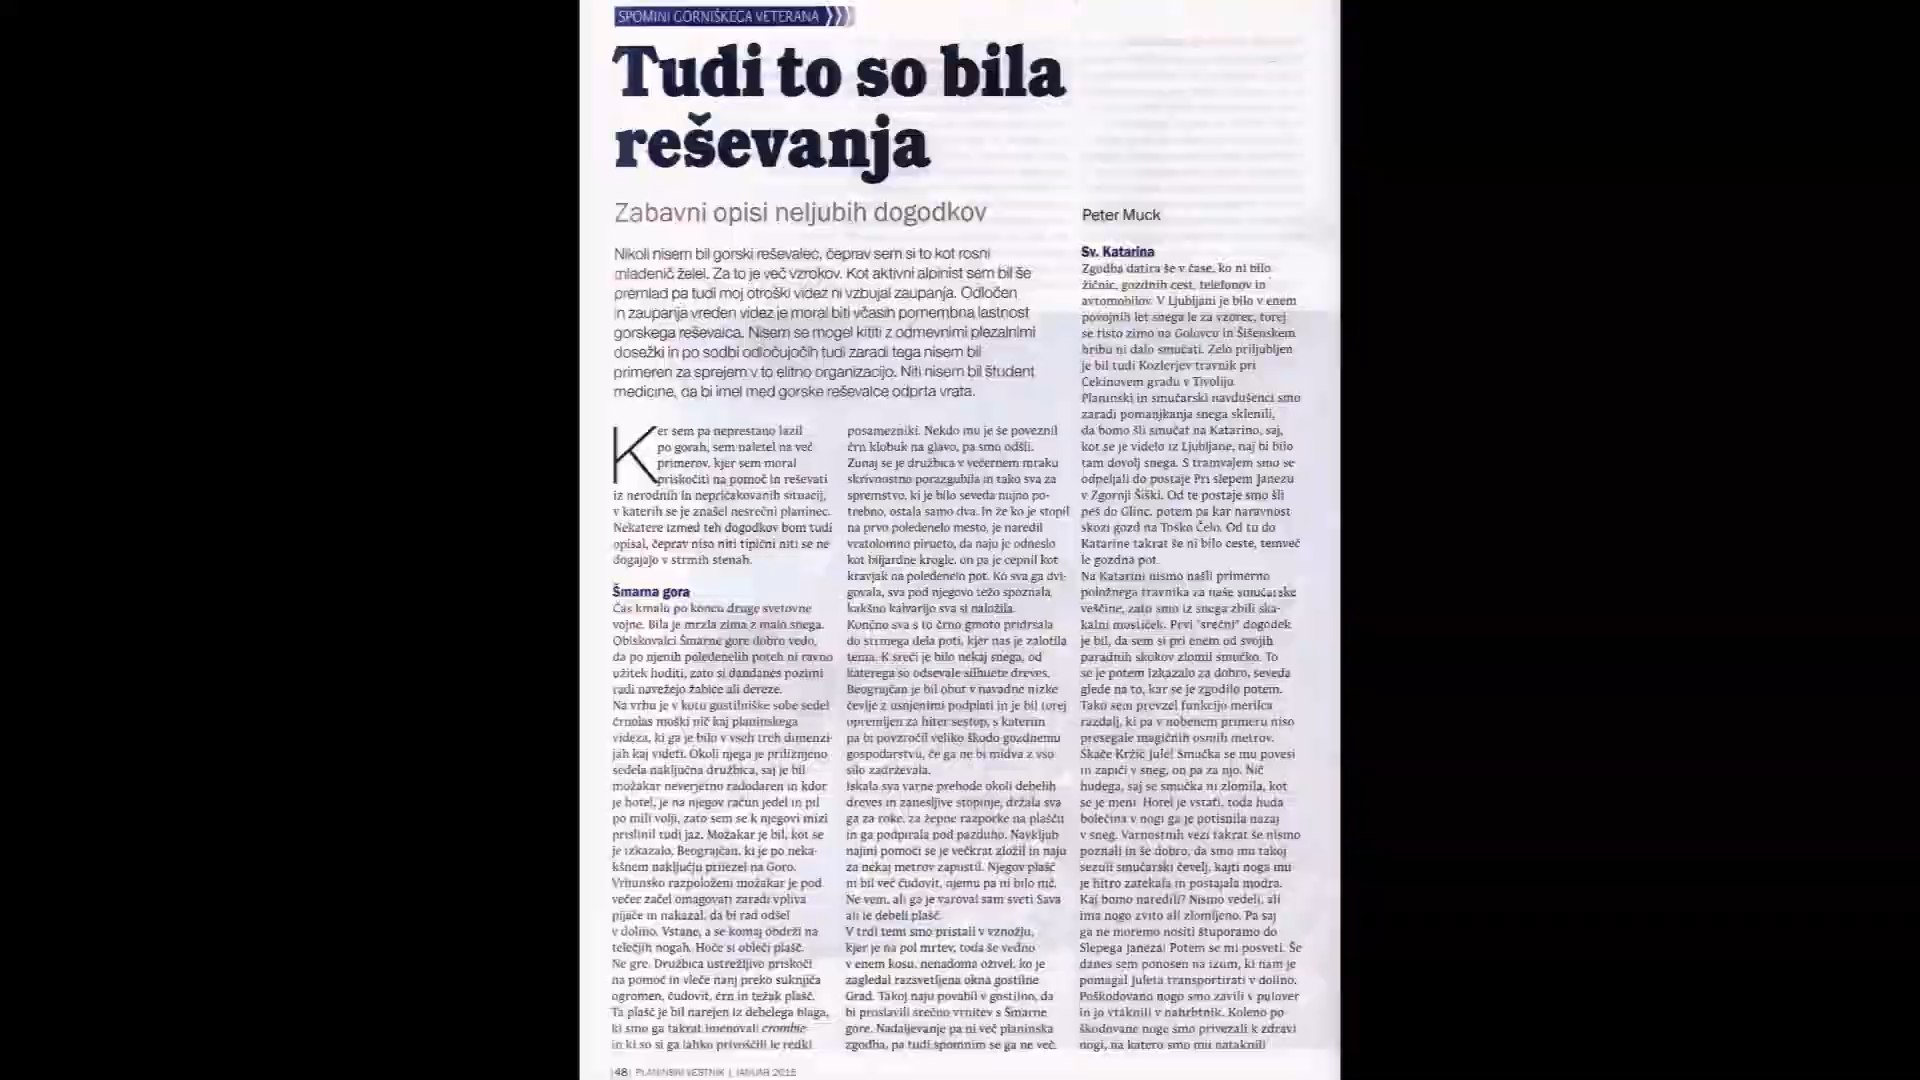 SPOMINI GORNIŠKEGA VETERANA
Tudi to so bila
reševanja
Zabavni opisi neljubih dogodkov
Peter Muck
Nikoli nisem bil gorski reševalec, čeprav sem si to kot rosni
mladenič želel. Za to je več vzrokov. Kot aktivni alpinist sem bil še
premlad pa tudi moj otroški videz ni vzbujal zaupanja. Odločen
in zaupanja vreden videz je moral biti včasih pomembna lastnost
gorskega reševalca. Nisem se mogel kititi z odmevnimi plezalnimi
dosežki in po sodbi odločujočih tudi zaradi tega nisem bil
primeren za sprejem v to elitno organizacijo. Niti nisem bil študent
medicine, da bi imel med gorske reševalce odprta vrata.
Ker sem pa neprestano lazil
po gorah, sem naletel na več
primerov, kjer sem moral
priskočiti na pomoč in reševati
iz nerodnih in nepričakovanih situacij,
v katerih se je znašel nesrečni planinec.
Nekatere izmed teh dogodkov bom tudi
opisal, čeprav niso niti tipični niti se ne
dogajajo v strmih stenah.
Šmarna gora
Čas kmalu po koncu druge svetovne
vojne. Bila je mrzla zima z malo snega.
Obiskovalci Šmarne gore dobro vedo,
da po njenih poledenelih poteh ni ravno
užitek hoditi, zato si dandanes pozimi
radi navežejo žabice ali dereze.
Na vrhu je v kotu gostilniške sobe sedel
črnolas moški nič kaj planinskega
videza, ki ga je bilo v vseh treh dimenzi-
jah kaj videti. Okoli njega je priliznjeno
sedela naključna družbica, saj je bil
možakar neverjetno radodaren in kdor
je hotel, je na njegov račun jedel in pil
po mili volji, zato sem se k njegovi mizi
prislinil tudi jaz. Možakar je bil, kot se
je izkazalo, Beograjčan, ki je po neka-
kšnem naključju prilezel na Goro.
Vrhunsko razpoloženi možakar je pod
večer začel omagovati zaradi vpliva
pijače in nakazal, da bi rad odšel
v dolino. Vstane, a se komaj obdrži na
telečjih nogah. Hoče si obleči plašč.
Ne gre. Družbica ustrežljivo priskoči
na pomoč in vleče nanj preko suknjiča
ogromen, čudovit, črn in težak plašč.
Ta plašč je bil narejen iz debelega blaga,
ki smo ga takrat imenovali crombie
in ki so si ga lahko privoščili le redki
posamezniki. Nekdo mu je še poveznil
črn klobuk na glavo, pa smo odšli.
Zunaj se je družbica v večernem mraku
skrivnostno porazgubila in tako sva za
spremstvo, ki je bilo seveda nujno po-
trebno, ostala samo dva. In že ko je stopil
na prvo poledenelo mesto, je naredil
vratolomno pirueto, da naju je odneslo
kot biljardne krogle, on pa je cepnil kot
kravjak na poledenelo pot. Ko sva ga dvi-
govala, sva pod njegovo težo spoznala,
kakšno kalvarijo sva si naložila.
Končno sva s to črno gmoto pridrsala
do strmega dela poti, kjer nas je zalotila
tema. K sreči je bilo nekaj snega, od
katerega so odsevale silhuete dreves.
Beograjčan je bil obut v navadne nizke
čevlje z usnjenimi podplati in je bil torej
opremljen za hiter sestop, s katerim
pa bi povzročil veliko škodo gozdnemu
gospodarstvu, če ga ne bi midva z vso
silo zadrževala.
Iskala sva varne prehode okoli debelih
dreves in zanesljive stopinje, držala sva
ga za roke, za žepne razporke na plašču
in ga podpirala pod pazduho. Navkljub
najini pomoči se je večkrat zložil in naju
za nekaj metrov zapustil. Njegov plašč
ni bil več čudovit, njemu pa ni bilo nič.
Ne vem, ali ga je varoval sam sveti Sava
ali le debeli plašč.
V trdi temi smo pristali v vznožju,
kjer je na pol mrtev, toda še vedno
v enem kosu, nenadoma oživel, ko je
zagledal razsvetljena okna gostilne
Grad. Takoj naju povabil v gostilno, da
bi proslavili srečno vrnitev s Šmarne
gore. Nadaljevanje pa ni več planinska
zgodba, pa tudi spomnim se ga ne več.
Sv. Katarina
Zgodba datira še v čase, ko ni bilo
žičnic, gozdnih cest, telefonov in
avtomobilov. V Ljubljani je bilo v enem
povojnih let snega le za vzorec, torej
se tisto zimo na Golovcu in Šišenskem
hribu ni dalo smučati. Zelo priljubljen
je bil tudi Kozlerjev travnik pri
Cekinovem gradu v Tivoliju.
Planinski in smučarski navdušenci smo
zaradi pomanjkanja snega sklenili,
da bomo šli smučat na Katarino, saj,
kot se je videlo iz Ljubljane, naj bi bilo
tam dovolj snega. S tramvajem smo se
odpeljali do postaje Pri slepem Janezu
v Zgornji Šiški. Od te postaje smo šli
peš do Glinc, potem pa kar naravnost
skozi gozd na Toško Čelo. Od tu do
Katarine takrat še ni bilo ceste, temveč
le gozdna pot.
Na Katarini nismo našli primerno
položnega travnika za naše smučarske
veščine, zato smo iz snega zbili ska-
kalni mostiček. Prvi "srečni" dogodek
je bil, da sem si pri enem od svojih
paradnih skokov zlomil smučko. To
se je potem izkazalo za dobro, seveda
glede na to, kar se je zgodilo potem.
Tako sem prevzel funkcijo merilca
razdalj, ki pa v nobenem primeru niso
presegale magičnih osmih metrov.
Skače Kržič Jule! Smučka se mu povesi
in zapiči v sneg, on pa za njo. Nič
hudega, saj se smučka ni zlomila, kot
se je meni. Hotel je vstati, toda huda
bolečina v nogi ga je potisnila nazaj
v sneg. Varnostnih vezi takrat še nismo
poznali in še dobro, da smo mu takoj
sezuli smučarski čevelj, kajti noga mu
je hitro zatekala in postajala modra.
Kaj bomo naredili? Nismo vedeli, ali
ima nogo zvito ali zlomljeno. Pa saj
ga ne moremo nositi štuporamo do
Slepega Janeza! Potem se mi posveti. Še
danes sem ponosen na izum, ki nam je
pomagal Juleta transportirati v dolino.
Poškodovano nogo smo zavili v pulover
in jo vtaknili v nahrbtnik. Koleno po
škodovane noge smo privezali k zdravi
nogi, na katero smo mu nataknili
|48| PLANINSKI VESTNIK | JANUAR 2015